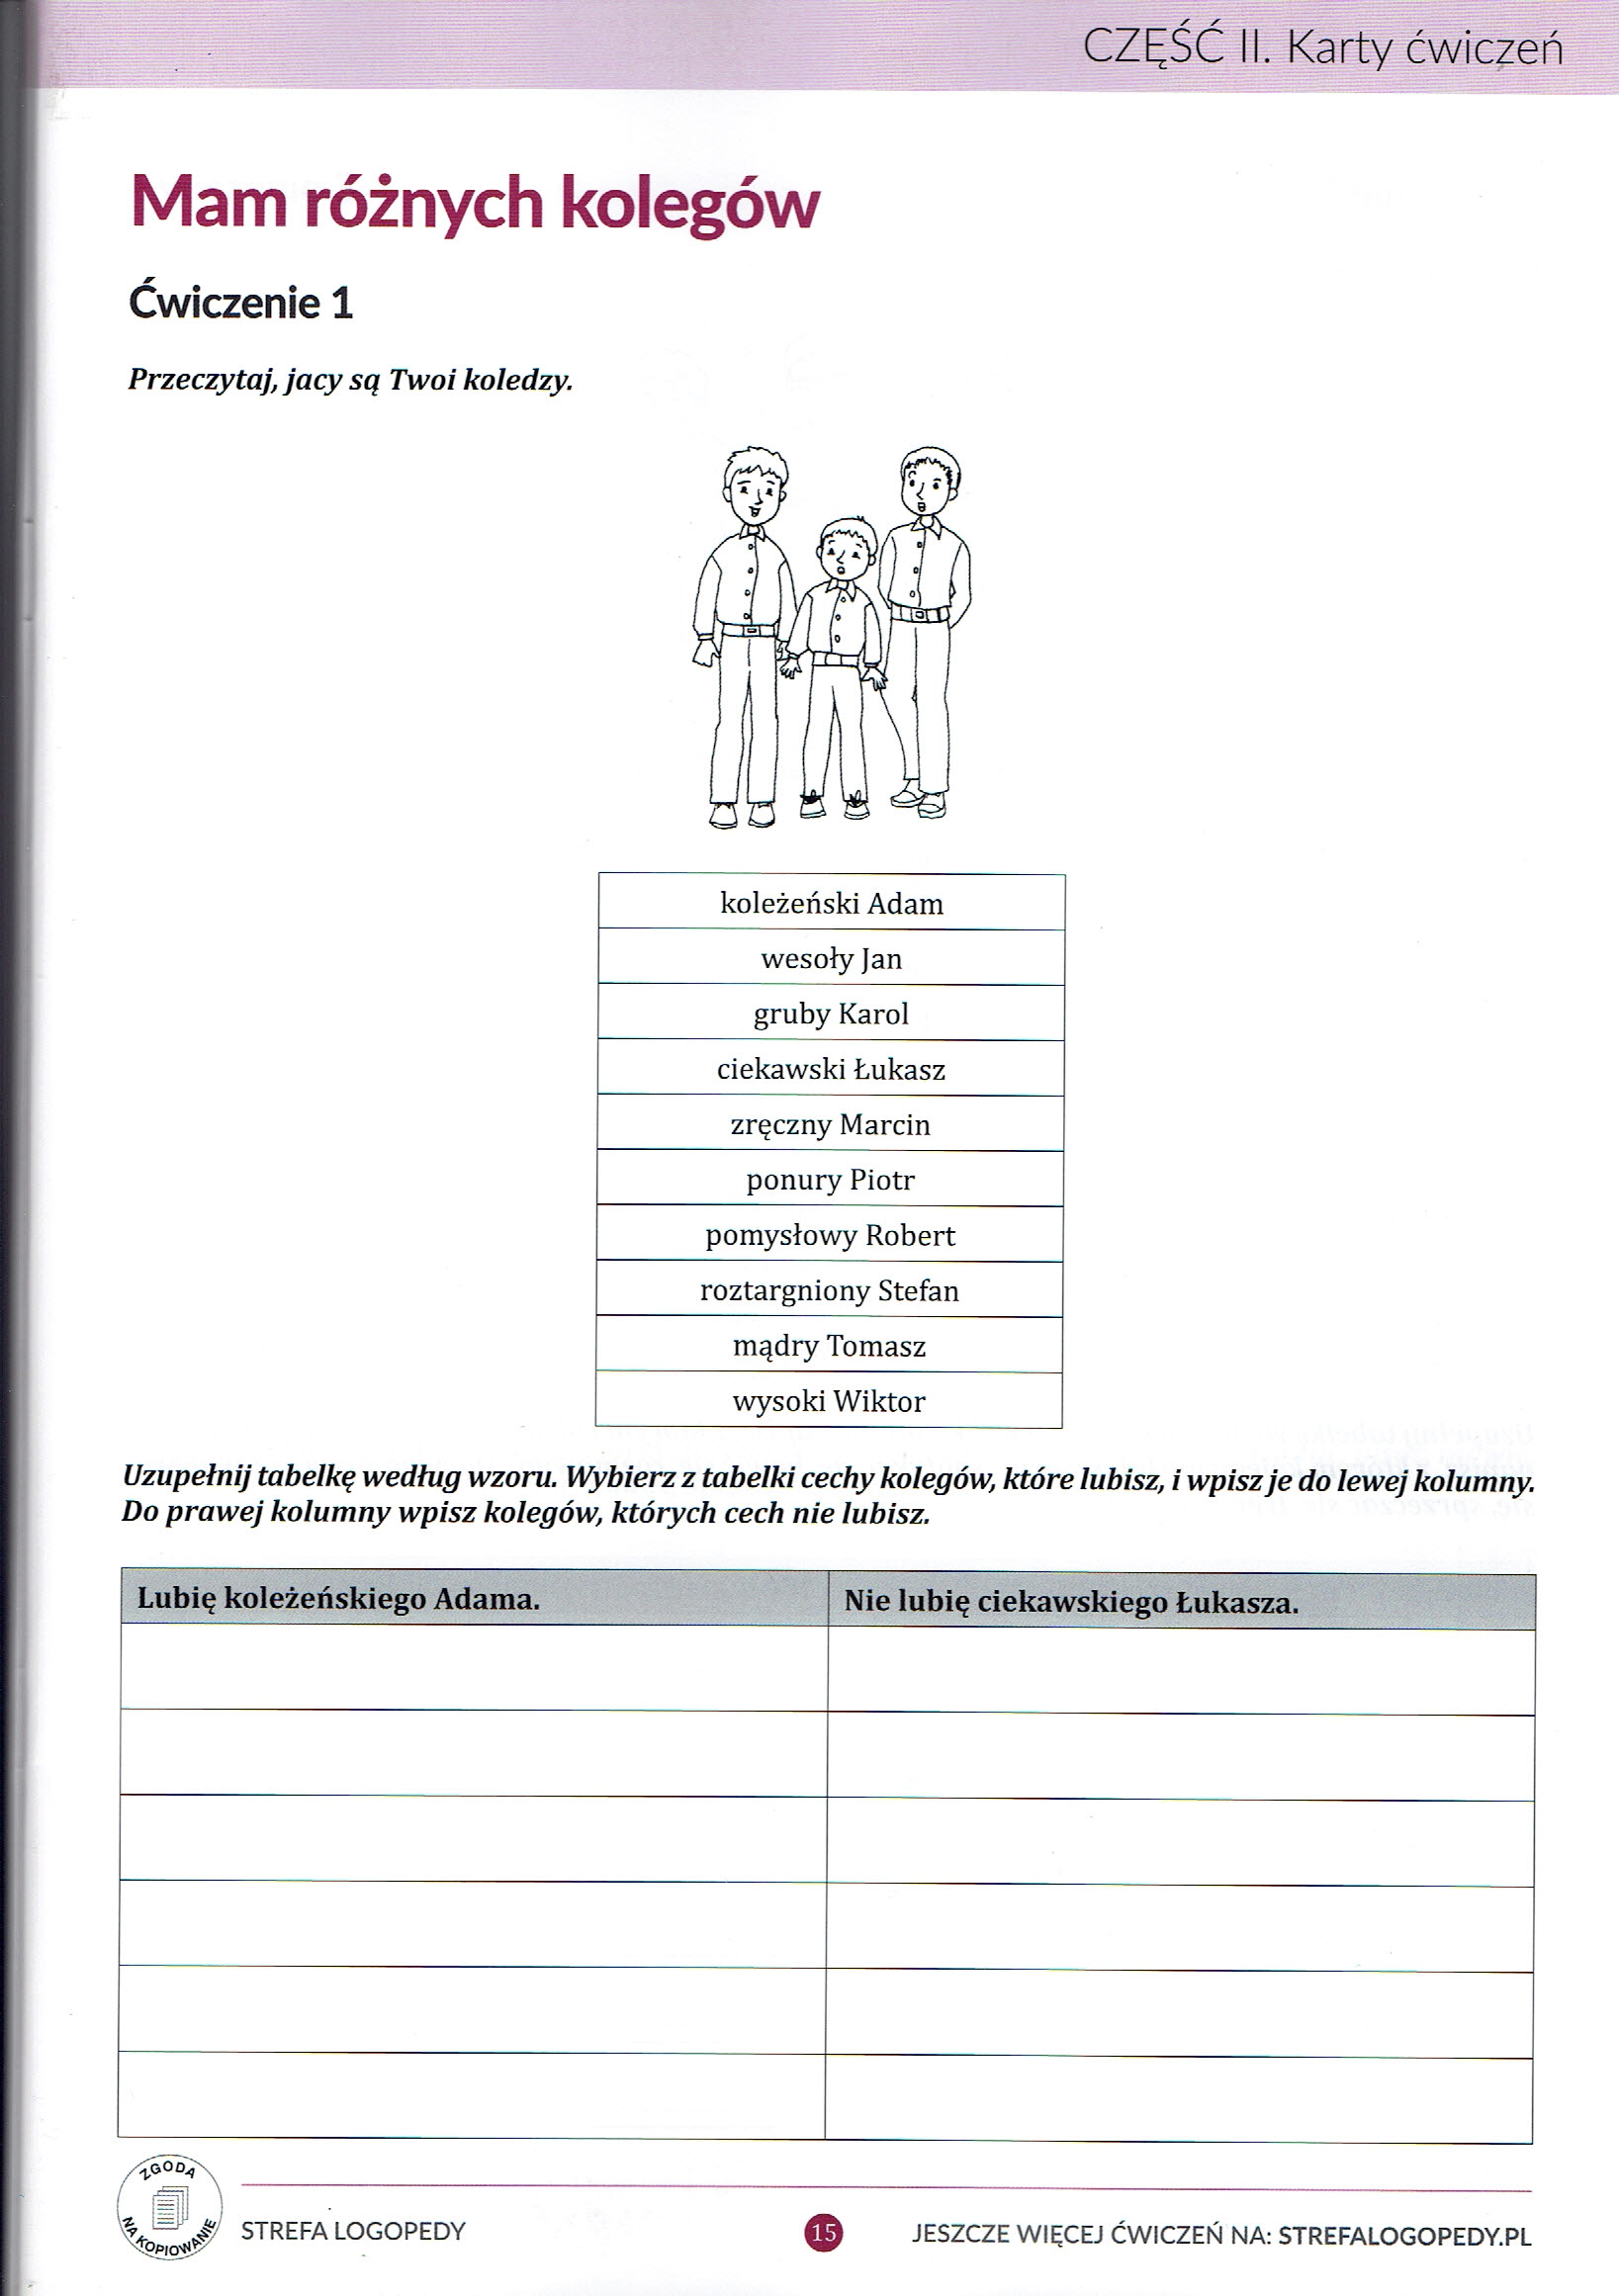 CZĘŚĆ II. Karty ćwiczeń
Mam różnych kolegów
Ćwiczenie 1
Przeczytaj, jacy są Twoi koledzy.
koleżeński Adam
wesoły Jan
gruby Karol
ciekawski Łukasz
zręczny Marcin
ponury Piotr
pomysłowy Robert
roztargniony Stefan
mądry Tomasz
wysoki Wiktor
Uzupełnij tabelkę według wzoru. Wybierz z tabelki cechy kolegów, które lubisz, i wpisz je do lewej kolumny.
Do prawej kolumny wpisz kolegów, których cech nie lubisz.
Lubię koleżeńskiego Adama.
Nie lubię ciekawskiego Łukasza.
ZGODA
NA KOPIOWANIE
STREFA LOGOPEDY
15
JESZCZE WIĘCEJ ĆWICZEŃ NA: STREFALOGOPEDY.PL